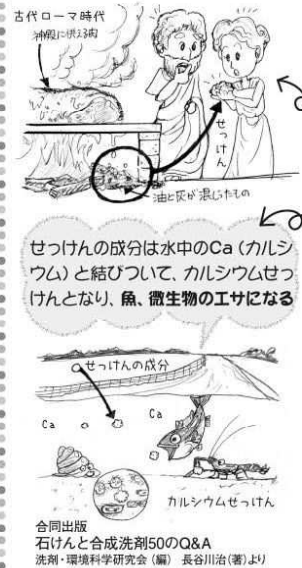 古代ローマ時代
神殿に供える肉
せっけん
油と灰が混じったもの
せっけんの成分は水中のCa（カルシ
ウム）と結びついて、カルシウムせっ
けんとなり、魚、微生物のエサになる
せっけんの成分
Ca
Ca
カルシウムせっけん
合同出版
石けんと合成洗剤50のQ&A
洗剤・環境科学研究会（編） 長谷川治（著）より